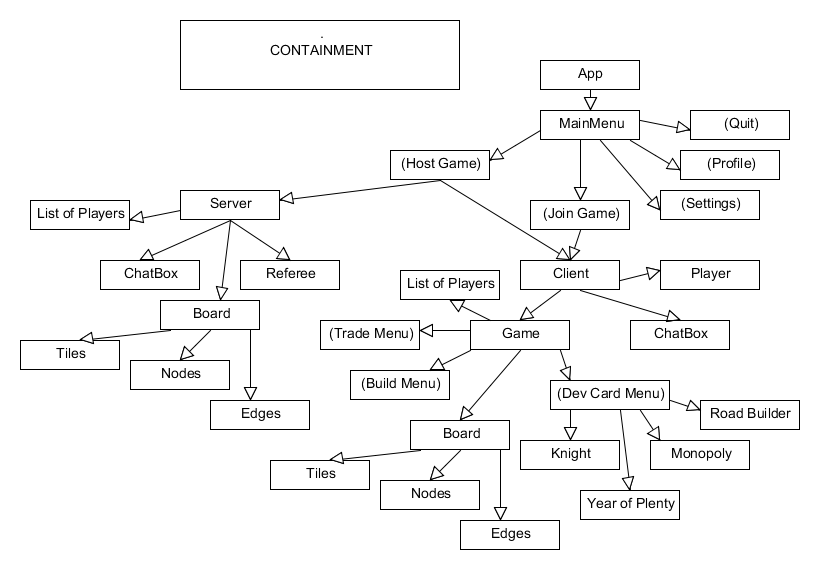 .
CONTAINMENT
App
MainMenu
(Quit)
(Host Game)
(Profile)
List of Players
Server
(Join Game)
(Settings)
ChatBox
Referee
List of Players
Client
Player
Board
(Trade Menu)
Game
ChatBox
Tiles
Nodes
(Build Menu)
(Dev Card Menu)
Road Builder
Edges
Board
Knight
Monopoly
Tiles
Nodes
Year of Plenty
Edges